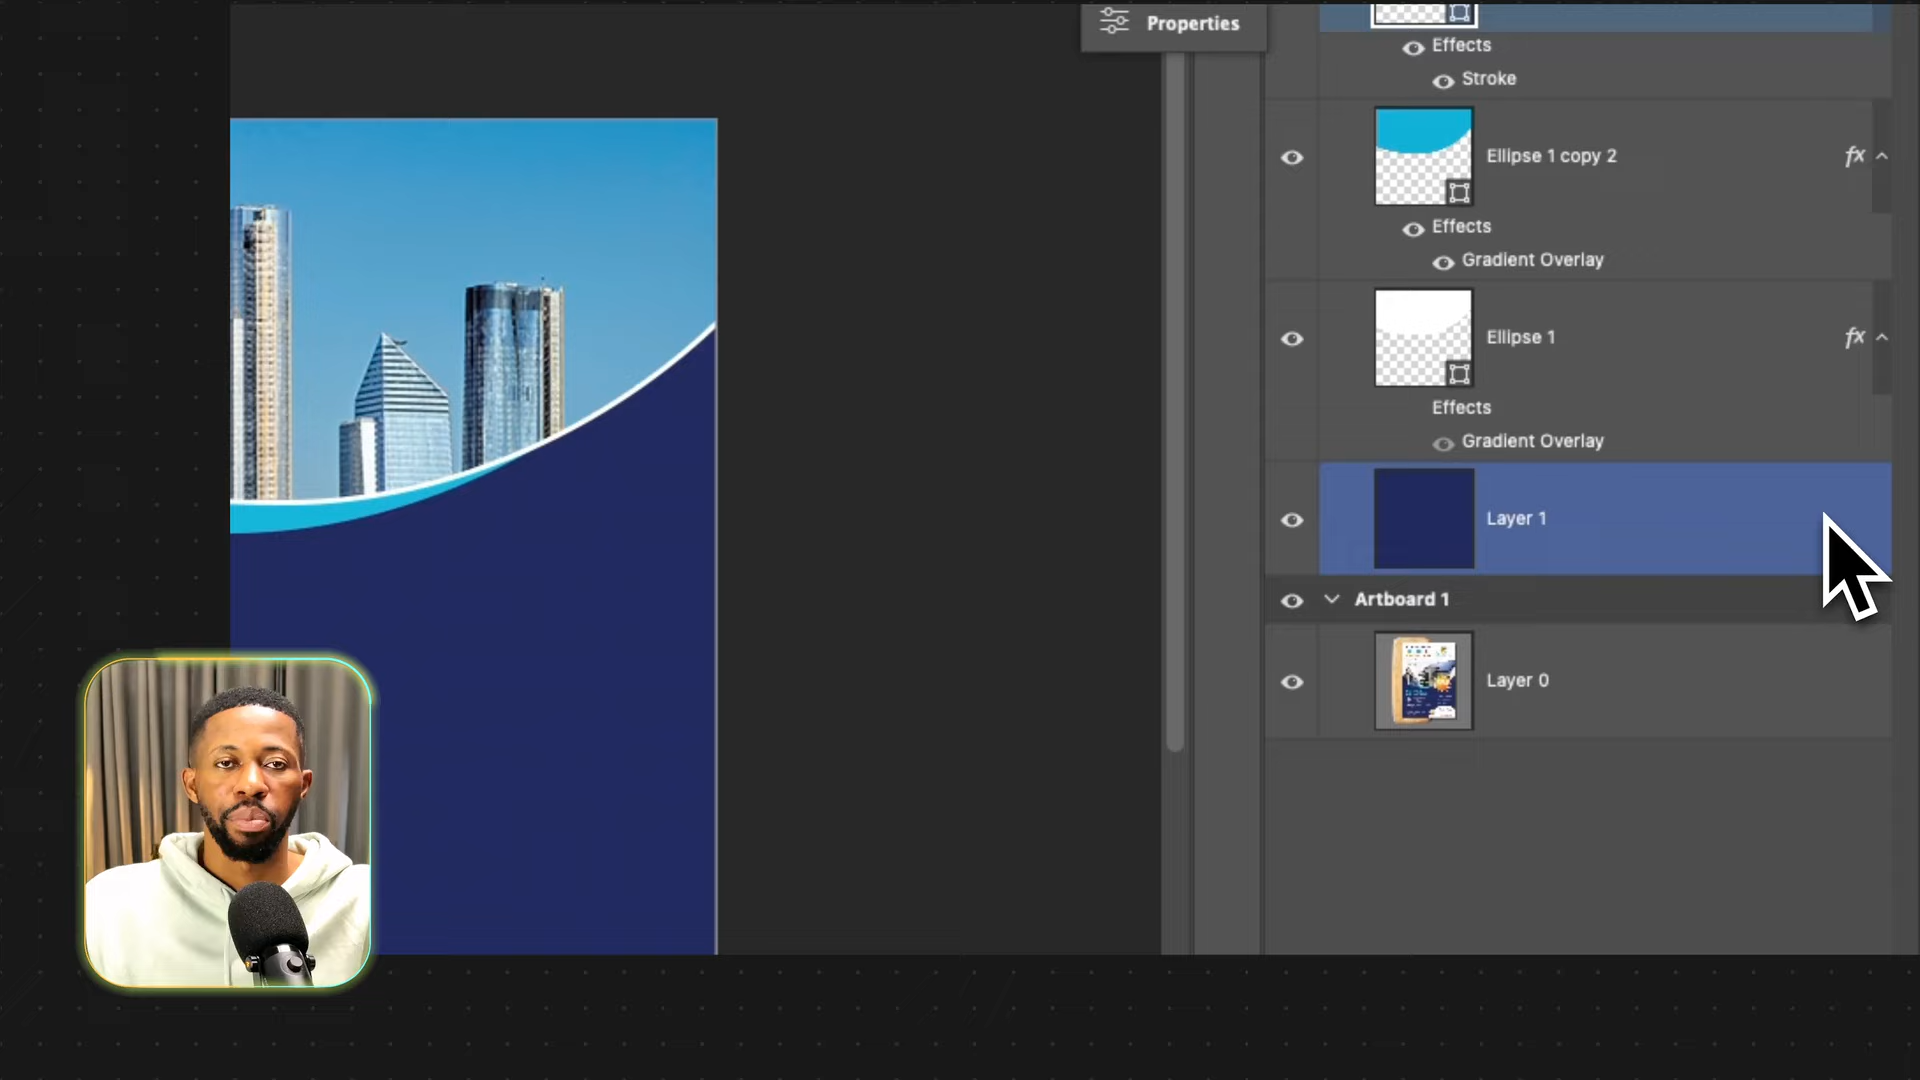 Properties
Effects
Stroke
Ellipse 1 copy 2
fx
Effects
Gradient Overlay
Ellipse 1
fx
Effects
Gradient Overlay
Layer 1
Artboard 1
Layer 0